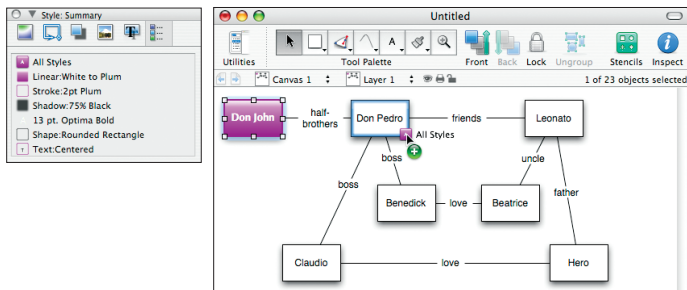 Style: Summary
All Styles
Linear:White to Plum
Stroke:2pt Plum
Shadow:75% Black
13 pt. Optima Bold
Shape:Rounded Rectangle
Text:Centered
Untitled
Utilities
Tool Palette
Front
Back
Lock
Ungroup
Stencils
Inspect
Canvas 1
Layer 1
1 of 23 objects selected
Don John
half-
brothers
Don Pedro
friends
Leonato
All Styles
boss
uncle
boss
father
Benedick
love
Beatrice
Claudio
love
Hero